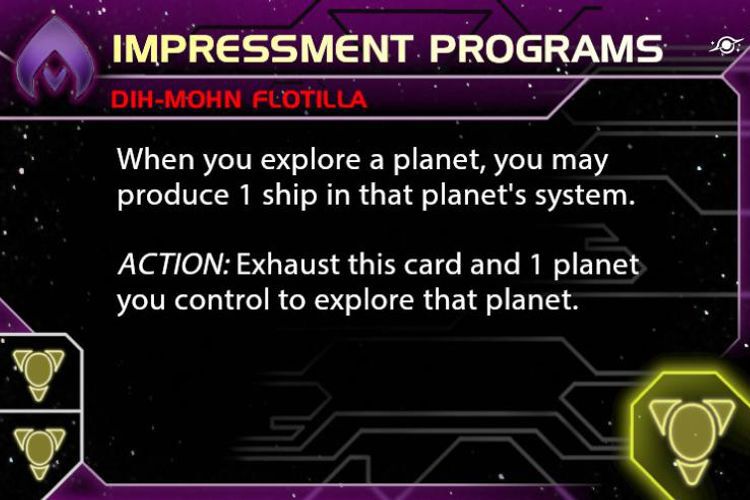 IMPRESSMENT PROGRAMS
DIH-MOHN FLOTILLA
When you explore a planet, you may
produce 1 ship in that planet's system.
ACTION: Exhaust this card and 1 planet
you control to explore that planet.